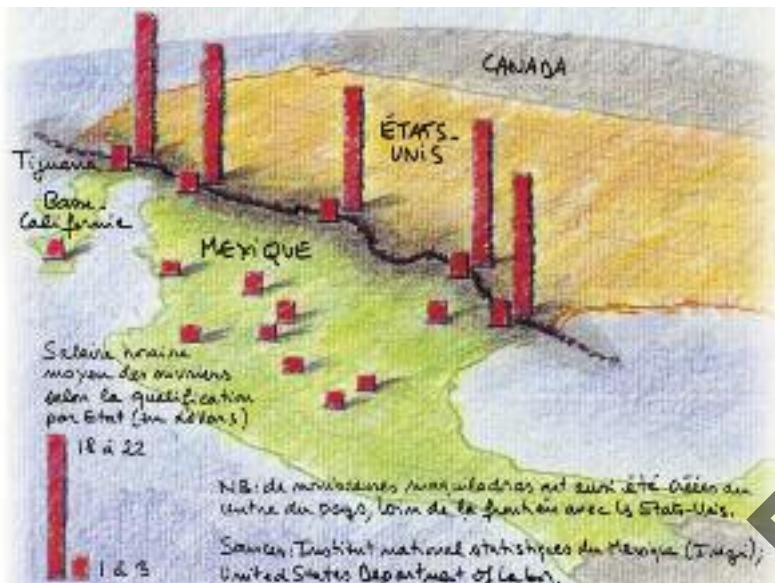 CANADA
ÉTATS-
UNIS
Tijuana
Basse-
Californie
MEXIQUE
Salaire horaire
moyen des ouvriers
selon la qualification
par Etat (en dollars)
18 à 22
1 à 3
NB: de nombreuses maquiladoras ont aussi été créées au
centre du pays, loin de la frontière avec les Etats-Unis.
Sources: Institut national statistiques du Mexique (Inegi);
United States Department of Labor.